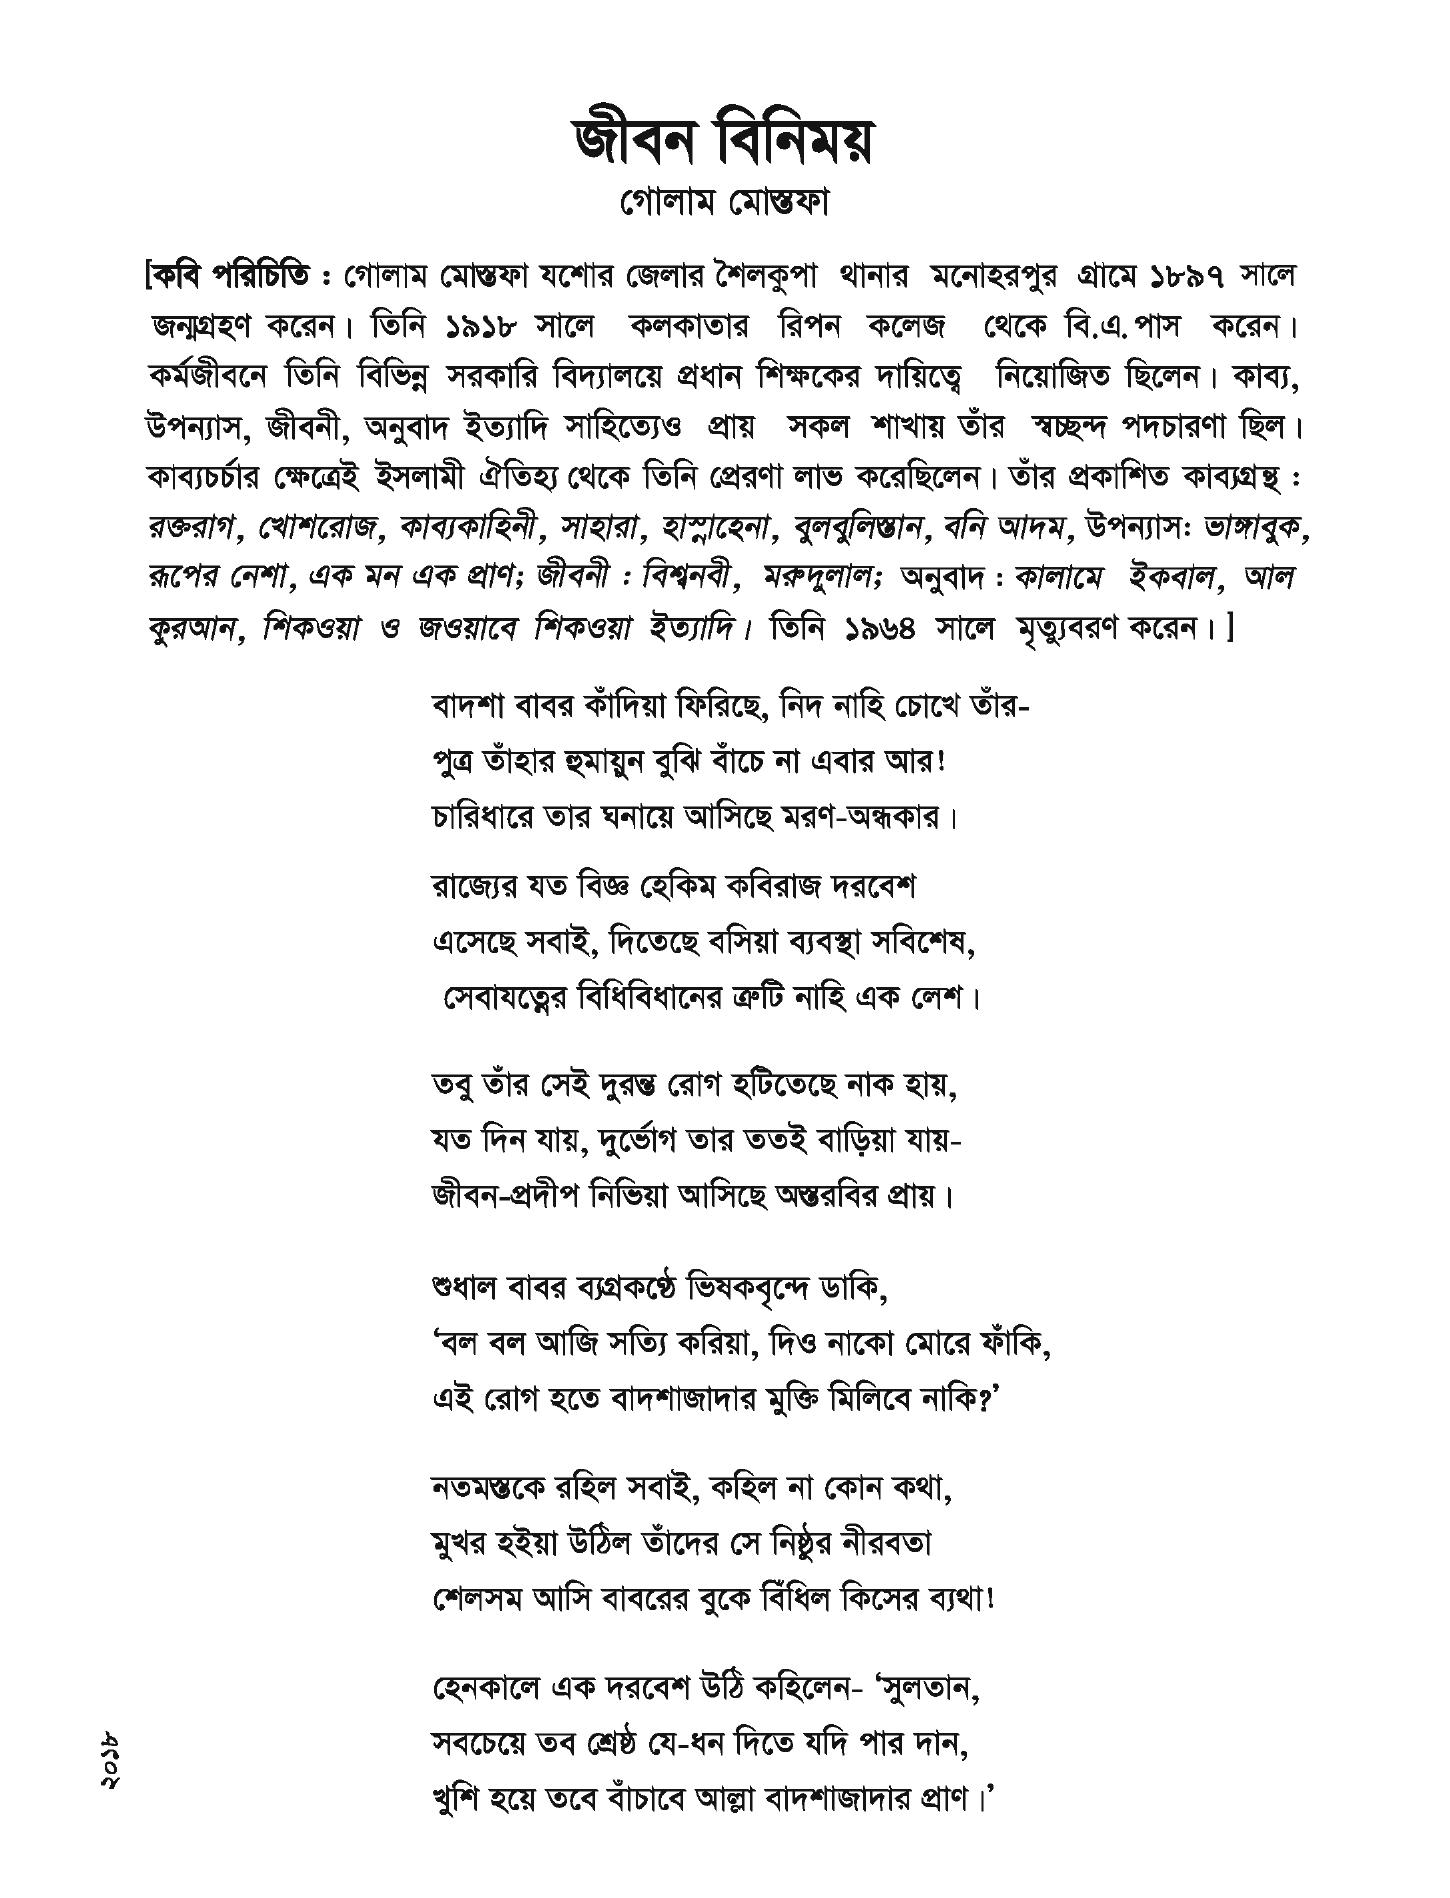 জীবন বিনিময়
গোলাম মোস্তফা
[কবি পরিচিতি : গোলাম মোস্তফা যশোর জেলার শৈলকুপা থানার মনোহরপুর গ্রামে ১৮৯৭ সালে
জন্মগ্রহণ করেন। তিনি ১৯১৮ সালে কলকাতার রিপন কলেজ থেকে বি.এ. পাস করেন।
কর্মজীবনে তিনি বিভিন্ন সরকারি বিদ্যালয়ে প্রধান শিক্ষকের দায়িত্বে নিয়োজিত ছিলেন। কাব্য,
উপন্যাস, জীবনী, অনুবাদ ইত্যাদি সাহিত্যেও প্রায় সকল শাখায় তাঁর স্বচ্ছন্দ পদচারণা ছিল।
কাব্যচর্চার ক্ষেত্রেই ইসলামী ঐতিহ্য থেকে তিনি প্রেরণা লাভ করেছিলেন। তাঁর প্রকাশিত কাব্যগ্রন্থ :
রক্তরাগ, খোশরোজ, কাব্যকাহিনী, সাহারা, হাস্নাহেনা, বুলবুলিস্তান, বনি আদম, উপন্যাস: ভাঙ্গাবুক,
রূপের নেশা, এক মন এক প্রাণ; জীবনী : বিশ্বনবী, মরুদুলাল; অনুবাদ : কালামে ইকবাল, আল
কুরআন, শিকওয়া ও জওয়াবে শিকওয়া ইত্যাদি। তিনি ১৯৬৪ সালে মৃত্যুবরণ করেন। ]
বাদশা বাবর কাঁদিয়া ফিরিছে, নিদ নাহি চোখে তাঁর-
পুত্র তাঁহার হুমায়ুন বুঝি বাঁচে না এবার আর!
চারিধারে তার ঘনায়ে আসিছে মরণ-অন্ধকার।
রাজ্যের যত বিজ্ঞ হেকিম কবিরাজ দরবেশ
এসেছে সবাই, দিতেছে বসিয়া ব্যবস্থা সবিশেষ,
সেবাযত্নের বিধিবিধানের ত্রুটি নাহি এক লেশ।
তবু তাঁর সেই দুরন্ত রোগ হটিতেছে নাক হায়,
যত দিন যায়, দুর্ভোগ তার ততই বাড়িয়া যায়-
জীবন-প্রদীপ নিভিয়া আসিছে অস্তরবির প্রায়।
শুধাল বাবর ব্যগ্রকণ্ঠে ভিষকবৃন্দে ডাকি,
‘বল বল আজি সত্যি করিয়া, দিও নাকো মোরে ফাঁকি,
এই রোগ হতে বাদশাজাদার মুক্তি মিলিবে নাকি?’
নতমস্তকে রহিল সবাই, কহিল না কোন কথা,
মুখর হইয়া উঠিল তাঁদের সে নিষ্ঠুর নীরবতা
শেলসম আসি বাবরের বুকে বিঁধিল কিসের ব্যথা!
হেনকালে এক দরবেশ উঠি কহিলেন- ‘সুলতান,
সবচেয়ে তব শ্রেষ্ঠ যে-ধন দিতে যদি পার দান,
খুশি হয়ে তবে বাঁচাবে আল্লা বাদশাজাদার প্রাণ।’
২০১৮